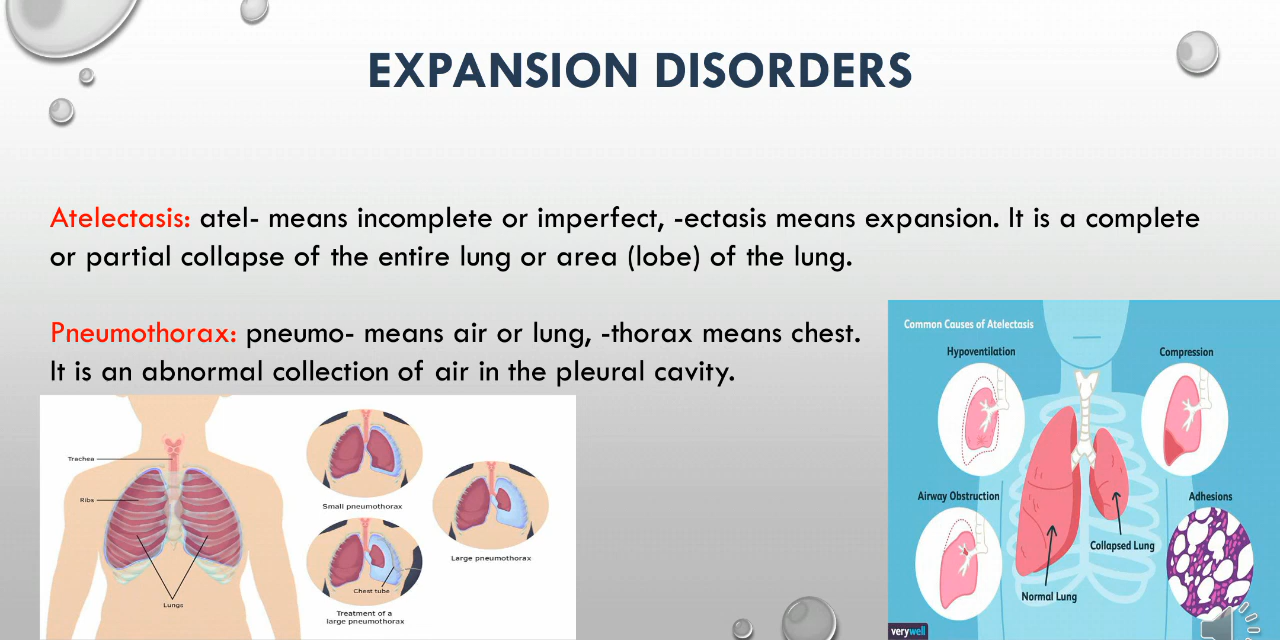 EXPANSION DISORDERS
Atelectasis: atel- means incomplete or imperfect, -ectasis means expansion. It is a complete
or partial collapse of the entire lung or area (lobe) of the lung.
Pneumothorax: pneumo- means air or lung, -thorax means chest.
It is an abnormal collection of air in the pleural cavity.
Trachea
Ribs
Lungs
Small pneumothorax
Large pneumothorax
Chest tube
Treatment of a
large pneumothorax
Common Causes of Atelectasis
Hypoventilation
Compression
Airway Obstruction
Adhesions
Collapsed Lung
Normal Lung
verywell